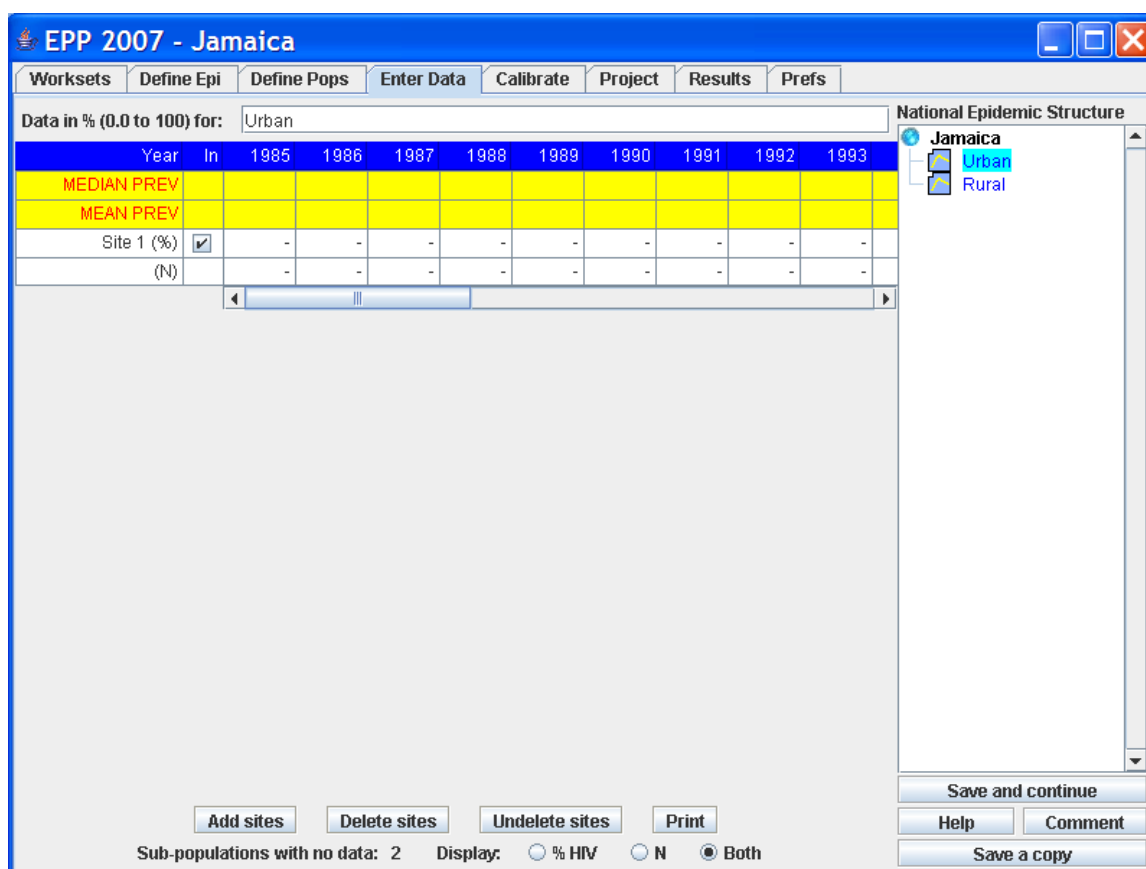 EPP 2007 - Jamaica
Worksets Define Epi Define Pops Enter Data Calibrate Project Results Prefs
Data in % (0.0 to 100) for: Urban
Year In 1985 1986 1987 1988 1989 1990 1991 1992 1993
MEDIAN PREV
MEAN PREV
Site 1 (%) - - - - - - - - -
(N) - - - - - - - - -
National Epidemic Structure
Jamaica
Urban
Rural
Add sites Delete sites Undelete sites Print
Sub-populations with no data: 2 Display: % HIV N Both
Save and continue
Help Comment
Save a copy